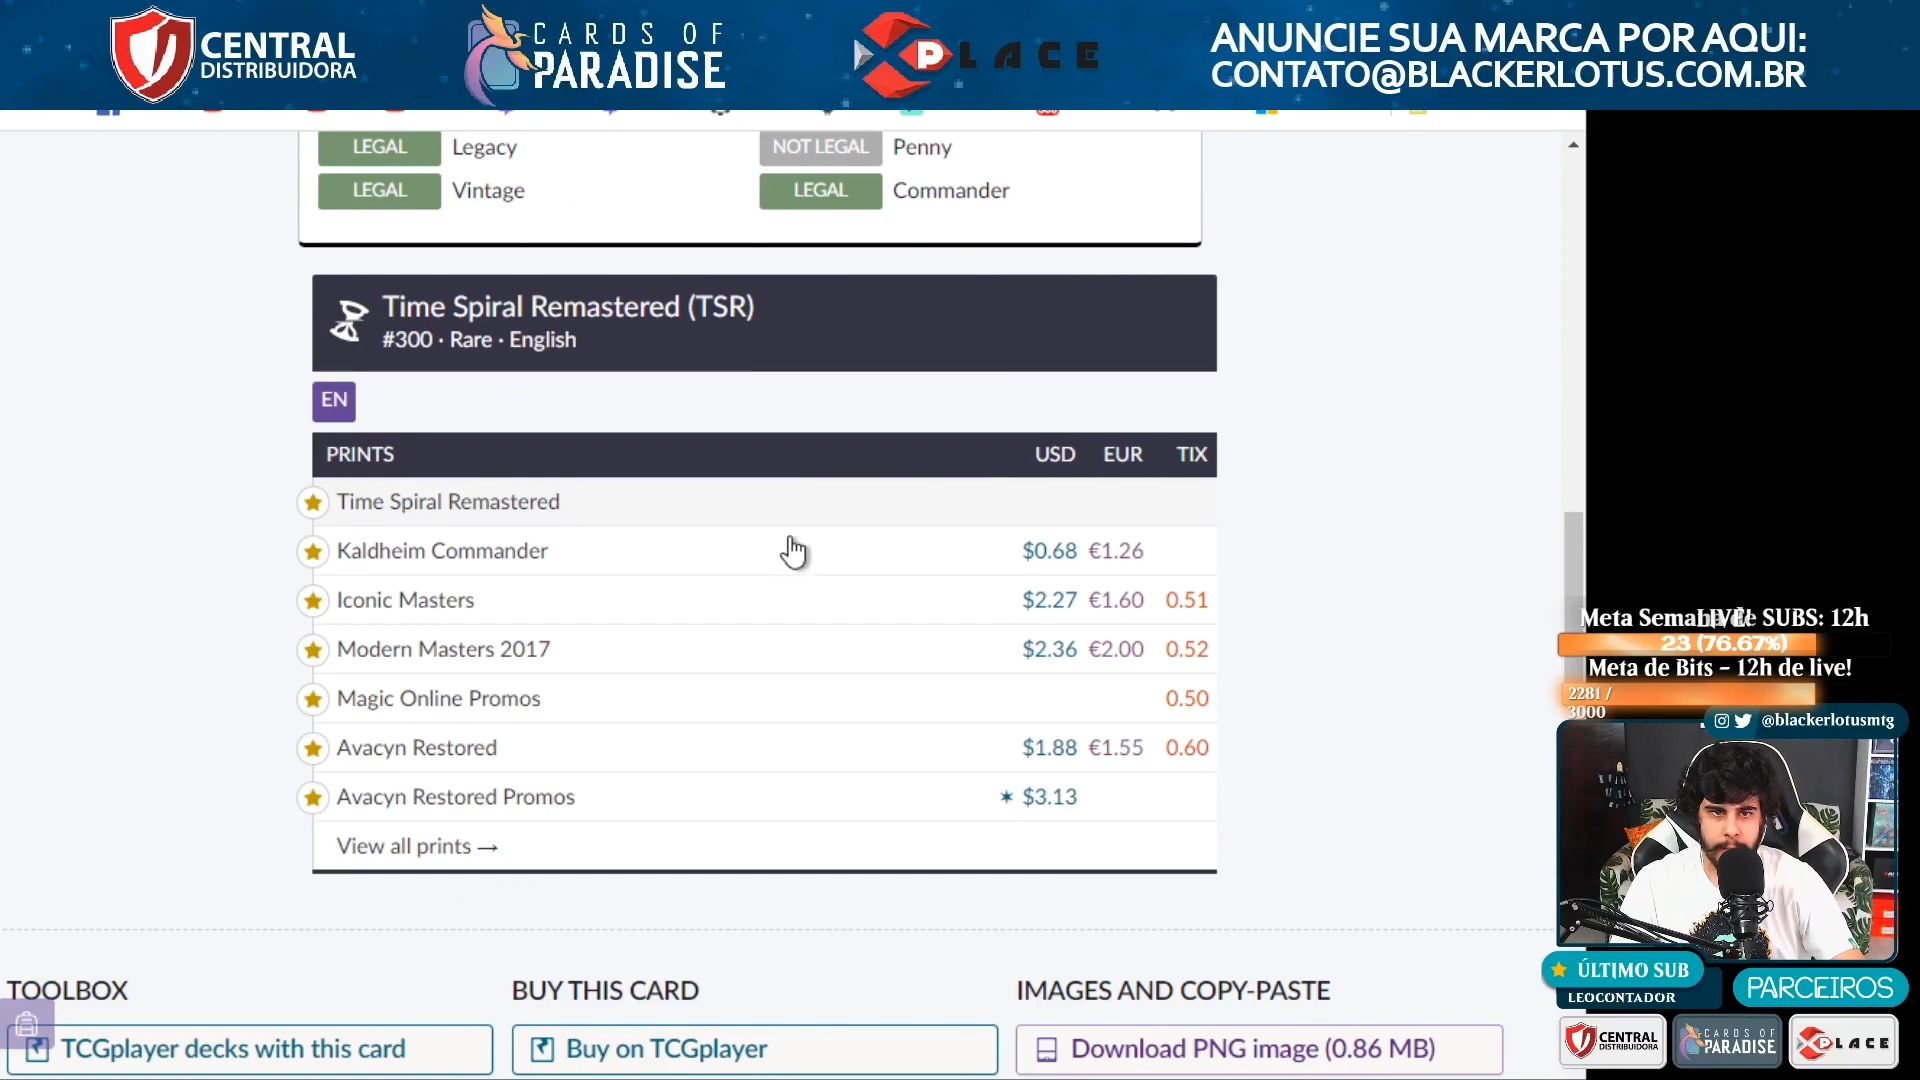 CENTRAL
DISTRIBUIDORA
CARDS OF
PARADISE
XPLACE
ANUNCIE SUA MARCA POR AQUI:
CONTATO@BLACKERLOTUS.COM.BR
LEGAL Legacy
NOT LEGAL Penny
LEGAL Vintage
LEGAL Commander
Time Spiral Remastered (TSR)
#300 · Rare · English
EN
PRINTS USD EUR TIX
Time Spiral Remastered
Kaldheim Commander $0.68 €1.26
Iconic Masters $2.27 €1.60 0.51
Modern Masters 2017 $2.36 €2.00 0.52
Magic Online Promos 0.50
Avacyn Restored $1.88 €1.55 0.60
Avacyn Restored Promos ✶ $3.13
View all prints →
TOOLBOX
TCGplayer decks with this card
BUY THIS CARD
Buy on TCGplayer
IMAGES AND COPY-PASTE
Download PNG image (0.86 MB)
SUBS: 12h
23 (76.67%)
Meta de Bits - 12h de live!
2281 /
3000
@blackerlotusmtg
ÚLTIMO SUB
LEOCONTADOR
PARCEIROS
CENTRAL
DISTRIBUIDORA
CARDS OF
PARADISE
XPLACE